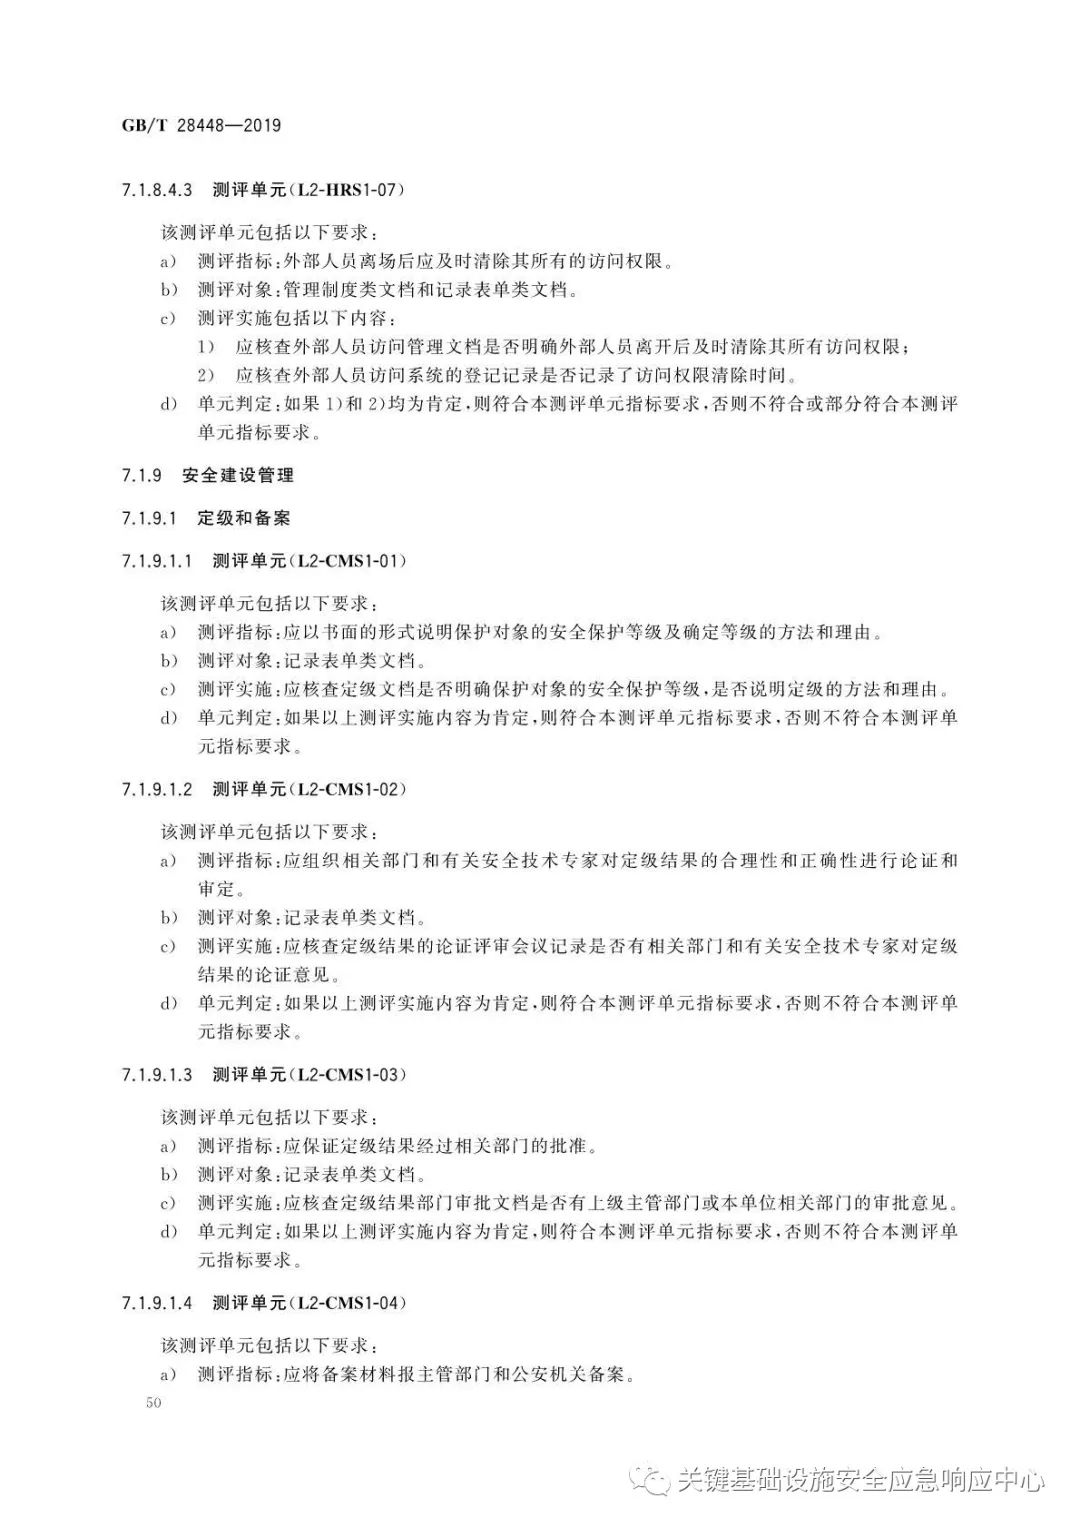 GB/T 28448—2019
7.1.8.4.3 测评单元(L2-HRS1-07)
该测评单元包括以下要求:
a) 测评指标:外部人员离场后应及时清除其所有的访问权限。
b) 测评对象:管理制度类文档和记录表单类文档。
c) 测评实施包括以下内容:
1) 应核查外部人员访问管理文档是否明确外部人员离开后及时清除其所有访问权限;
2) 应核查外部人员访问系统的登记记录是否记录了访问权限清除时间。
d) 单元判定:如果 1)和 2)均为肯定,则符合本测评单元指标要求,否则不符合或部分符合本测评
单元指标要求。
7.1.9 安全建设管理
7.1.9.1 定级和备案
7.1.9.1.1 测评单元(L2-CMS1-01)
该测评单元包括以下要求:
a) 测评指标:应以书面的形式说明保护对象的安全保护等级及确定等级的方法和理由。
b) 测评对象:记录表单类文档。
c) 测评实施:应核查定级文档是否明确保护对象的安全保护等级,是否说明定级的方法和理由。
d) 单元判定:如果以上测评实施内容为肯定,则符合本测评单元指标要求,否则不符合本测评单
元指标要求。
7.1.9.1.2 测评单元(L2-CMS1-02)
该测评单元包括以下要求:
a) 测评指标:应组织相关部门和有关安全技术专家对定级结果的合理性和正确性进行论证和
审定。
b) 测评对象:记录表单类文档。
c) 测评实施:应核查定级结果的论证评审会议记录是否有相关部门和有关安全技术专家对定级
结果的论证意见。
d) 单元判定:如果以上测评实施内容为肯定,则符合本测评单元指标要求,否则不符合本测评单
元指标要求。
7.1.9.1.3 测评单元(L2-CMS1-03)
该测评单元包括以下要求:
a) 测评指标:应保证定级结果经过相关部门的批准。
b) 测评对象:记录表单类文档。
c) 测评实施:应核查定级结果部门审批文档是否有上级主管部门或本单位相关部门的审批意见。
d) 单元判定:如果以上测评实施内容为肯定,则符合本测评单元指标要求,否则不符合本测评单
元指标要求。
7.1.9.1.4 测评单元(L2-CMS1-04)
该测评单元包括以下要求:
a) 测评指标:应将备案材料报主管部门和公安机关备案。
50
关键基础设施安全应急响应中心